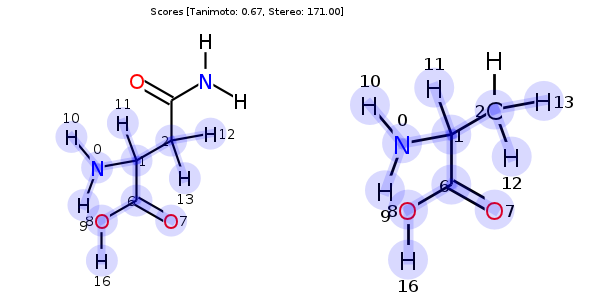 Scores [Tanimoto: 0.67, Stereo: 171.00]
H
O N
H
11
10 H
H 2 H 12
0
N 1 H
13
H 6
9 8 O O 7
H
16
H
11
10 H 2 C H 13
H 0
N 1 H
12
H 6
9 8 O O 7
H
16